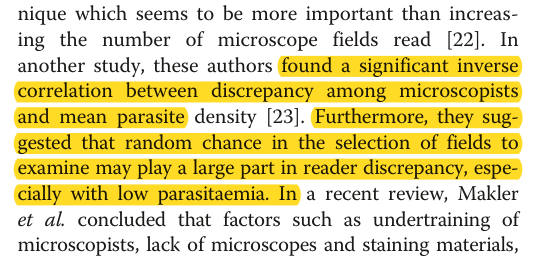 nique which seems to be more important than increas-
ing the number of microscope fields read [22]. In
another study, these authors found a significant inverse
correlation between discrepancy among microscopists
and mean parasite density [23]. Furthermore, they sug-
gested that random chance in the selection of fields to
examine may play a large part in reader discrepancy, espe-
cially with low parasitaemia. In a recent review, Makler
et al. concluded that factors such as undertraining of
microscopists, lack of microscopes and staining materials,